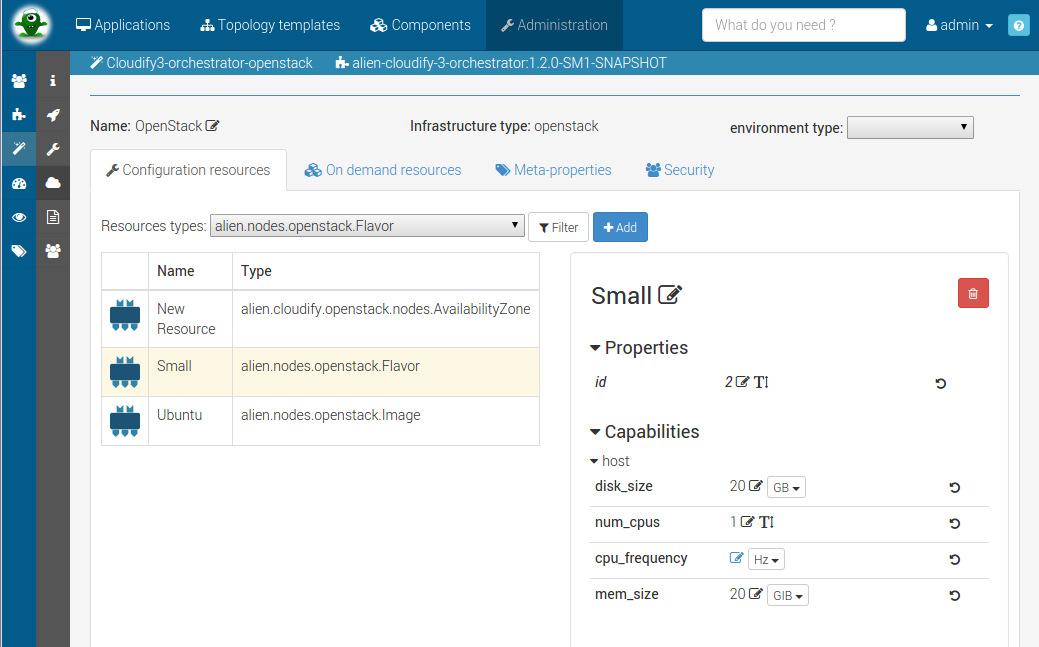 Applications Topology templates Components Administration What do you need ? admin ?
Cloudify3-orchestrator-openstack alien-cloudify-3-orchestrator:1.2.0-SM1-SNAPSHOT
Name: OpenStack Infrastructure type: openstack environment type:
Configuration resources On demand resources Meta-properties Security
Resources types: alien.nodes.openstack.Flavor Filter Add
Name Type
New Resource alien.cloudify.openstack.nodes.AvailabilityZone
Small alien.nodes.openstack.Flavor
Ubuntu alien.nodes.openstack.Image
Small
Properties
id 2
Capabilities
host
disk_size 20 GB
num_cpus 1
cpu_frequency Hz
mem_size 20 GIB